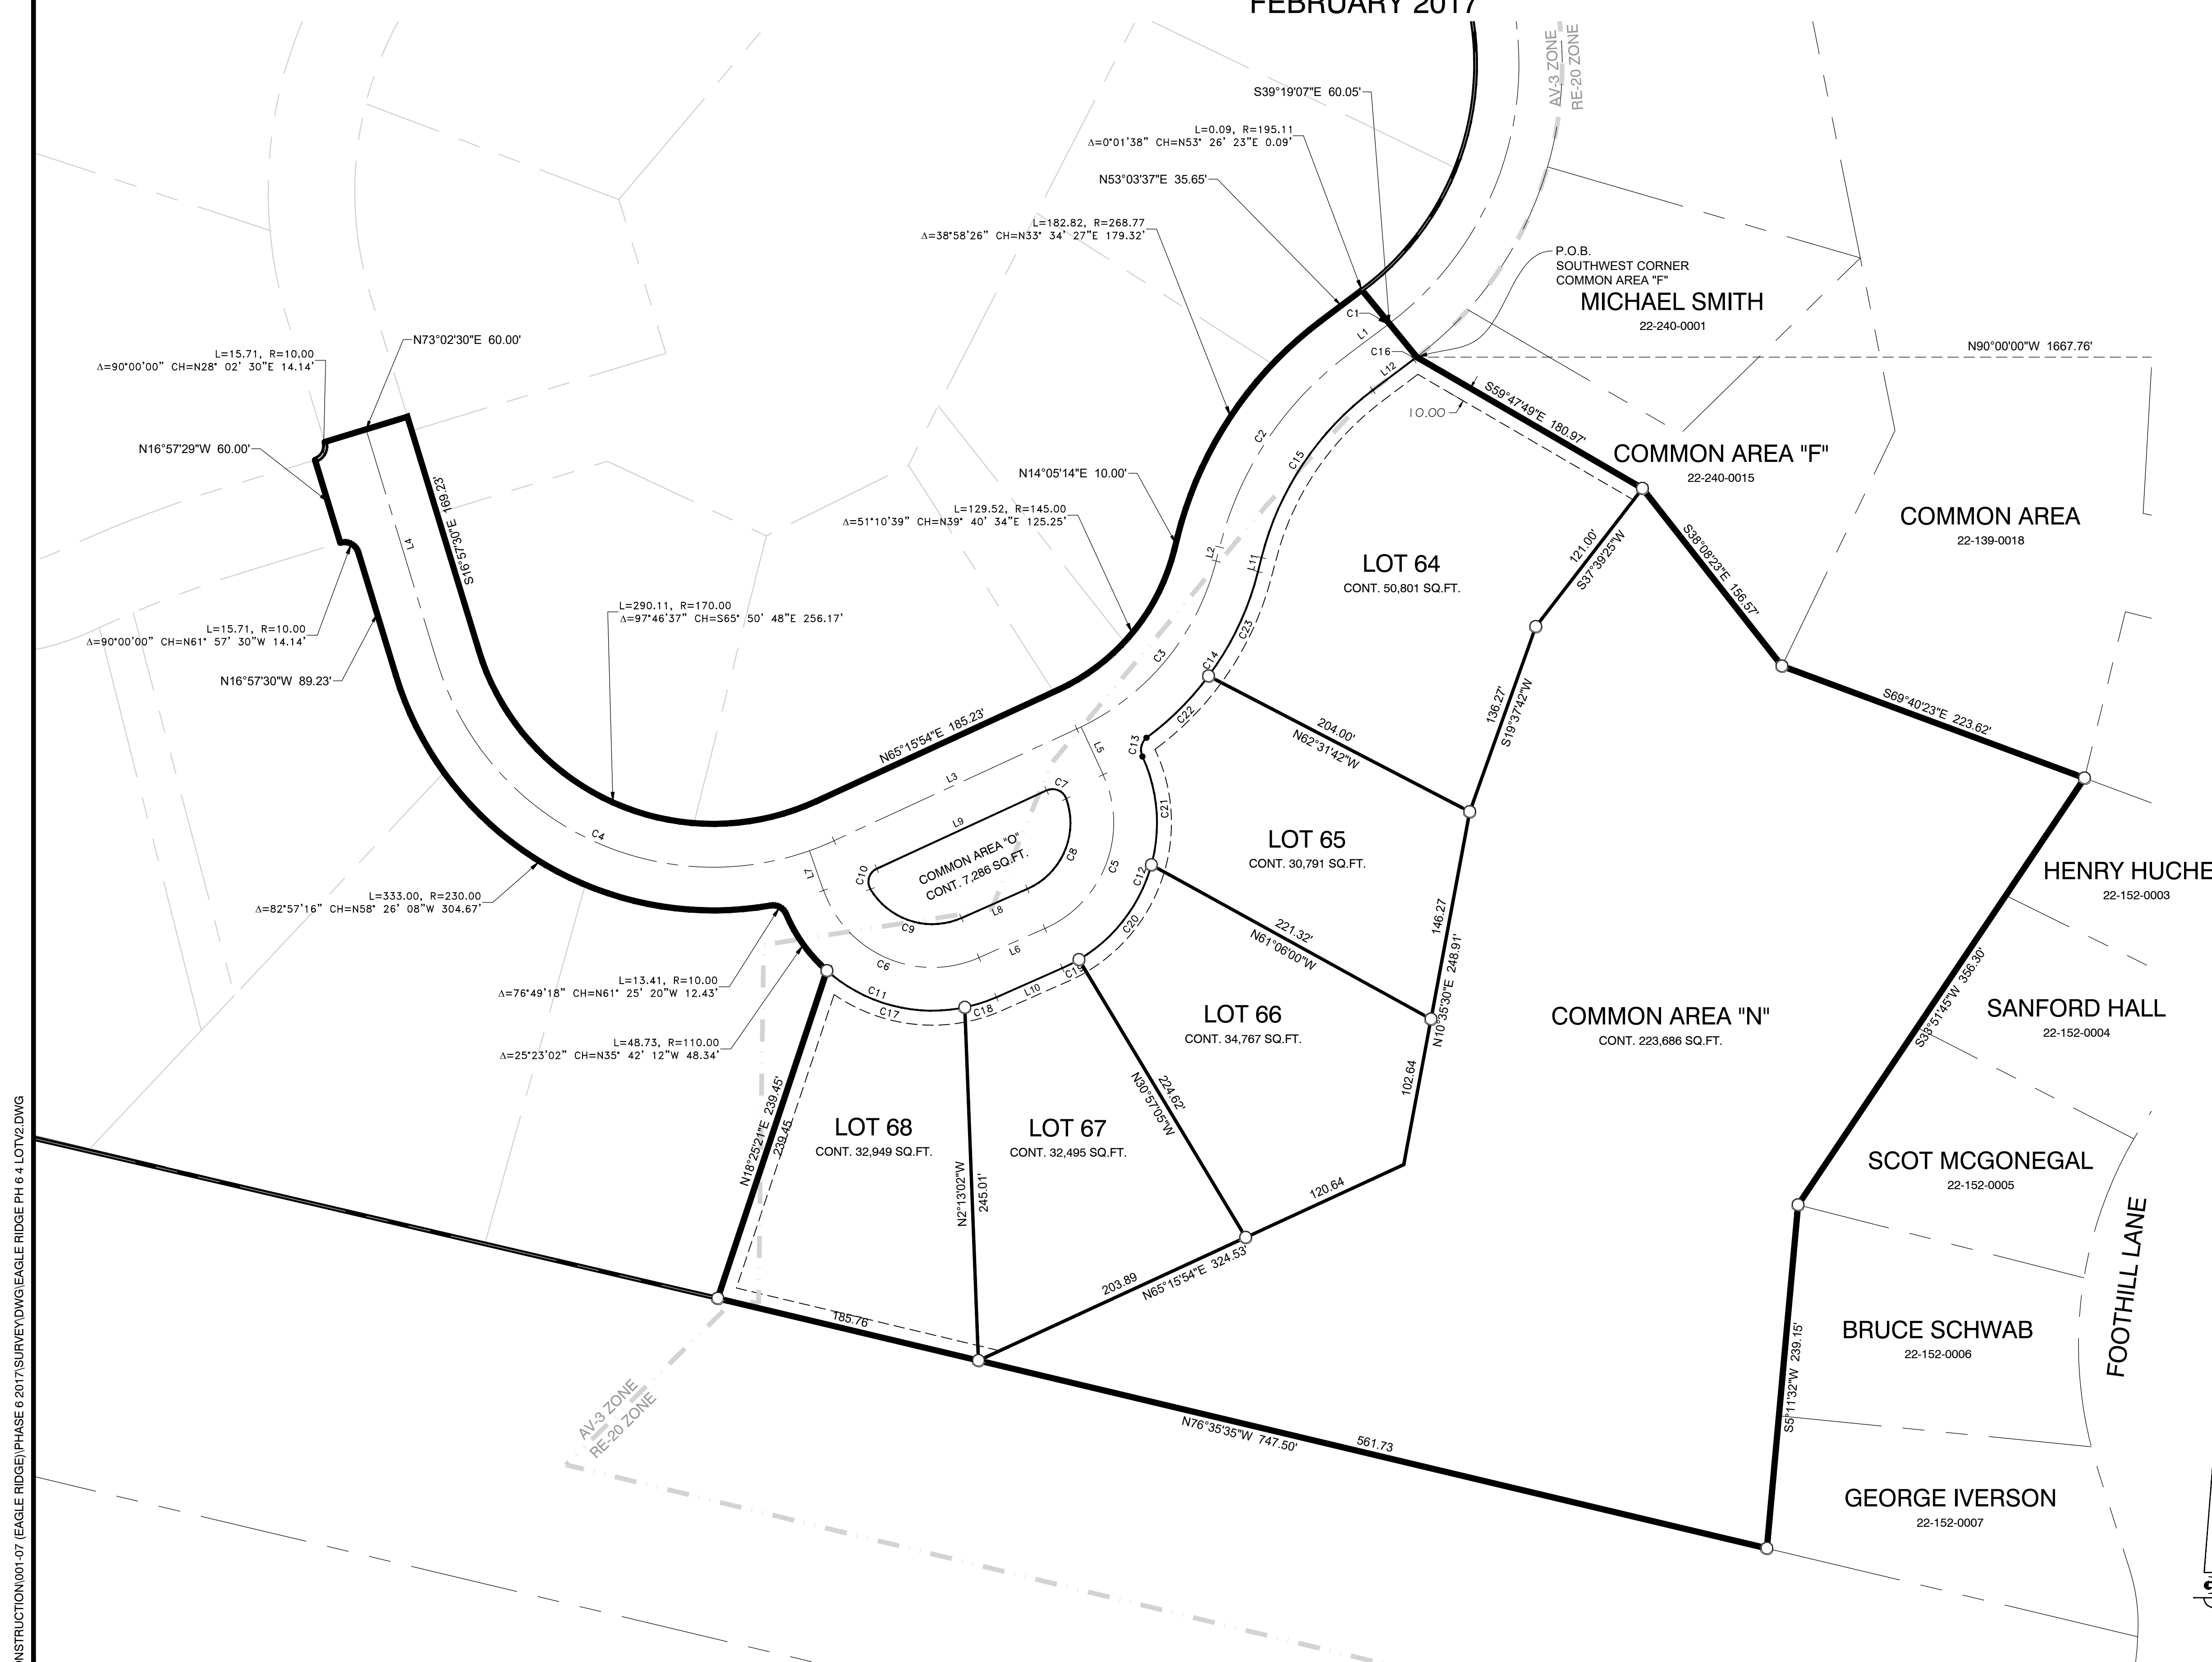 FEBRUARY 2017
AV-3 ZONE
RE-20 ZONE
S39°19'07"E 60.05'
L=0.09, R=195.11
Δ=0°01'38" CH=N53° 26' 23"E 0.09'
N53°03'37"E 35.65'
L=182.82, R=268.77
Δ=38°58'26" CH=N33° 34' 27"E 179.32'
P.O.B.
SOUTHWEST CORNER
COMMON AREA "F"
MICHAEL SMITH
22-240-0001
C1
L1
C16
L12
N90°00'00"W 1667.76'
N73°02'30"E 60.00'
L=15.71, R=10.00
Δ=90°00'00" CH=N28° 02' 30"E 14.14'
N16°57'29"W 60.00'
S59°47'49"E 180.97'
10.00
COMMON AREA "F"
22-240-0015
C2
C15
N14°05'14"E 10.00'
L=129.52, R=145.00
Δ=51°10'39" CH=N39° 40' 34"E 125.25'
S16°57'30"E 169.23'
L4
COMMON AREA
22-139-0018
L2
L11
LOT 64
CONT. 50,801 SQ.FT.
121.00'
S37°39'25"W
S38°08'23"E 156.57'
L=290.11, R=170.00
Δ=97°46'37" CH=S65° 50' 48"E 256.17'
L=15.71, R=10.00
Δ=90°00'00" CH=N61° 57' 30"W 14.14'
N16°57'30"W 89.23'
C3
C23
C14
136.27'
S19°37'42"W
S69°40'23"E 223.62'
N65°15'54"E 185.23'
C22
C13
204.00'
N62°31'42"W
L5
L3
C7
L9
C21
C4
COMMON AREA "O"
CONT. 7,286 SQ.FT.
LOT 65
CONT. 30,791 SQ.FT.
C8
C5
C12
C10
L7
HENRY HUCHE
22-152-0003
L=333.00, R=230.00
Δ=82°57'16" CH=N58° 26' 08"W 304.67'
L8
C9
C20
146.27
221.32'
N61°06'00"W
L6
C6
C19
L=13.41, R=10.00
Δ=76°49'18" CH=N61° 25' 20"W 12.43'
C11
L10
C18
C17
N10°35'30"E 248.91'
S33°51'45"W 356.30'
LOT 66
CONT. 34,767 SQ.FT.
COMMON AREA "N"
CONT. 223,686 SQ.FT.
SANFORD HALL
22-152-0004
L=48.73, R=110.00
Δ=25°23'02" CH=N35° 42' 12"W 48.34'
102.64
N18°25'21"E 239.45'
239.45
LOT 68
CONT. 32,949 SQ.FT.
LOT 67
CONT. 32,495 SQ.FT.
224.62'
N30°57'05"W
SCOT MCGONEGAL
22-152-0005
120.64
N2°13'02"W
245.01'
203.89
N65°15'54"E 324.53'
FOOTHILL LANE
185.76
BRUCE SCHWAB
22-152-0006
S5°11'32"W 239.15'
AV-3 ZONE
RE-20 ZONE
N76°35'35"W 747.50'
561.73
GEORGE IVERSON
22-152-0007
ONSTRUCTION\001-07 (EAGLE RIDGE)\PHASE 6 2017\SURVEY\DWG\EAGLE RIDGE PH 6 4 LOTV2.DWG